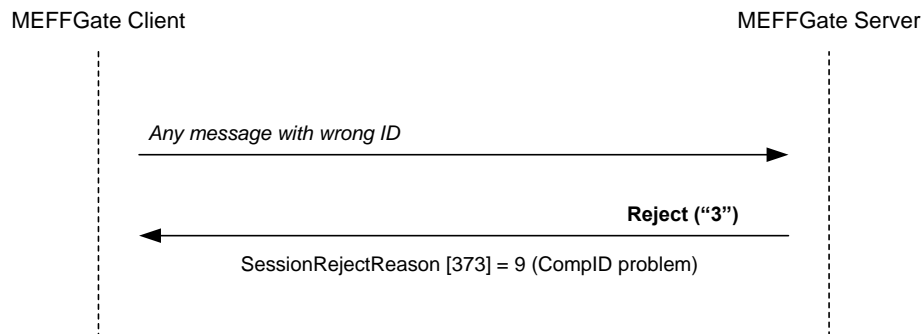 MEFFGate Client
MEFFGate Server
Any message with wrong ID
Reject (“3”)
SessionRejectReason [373] = 9 (CompID problem)